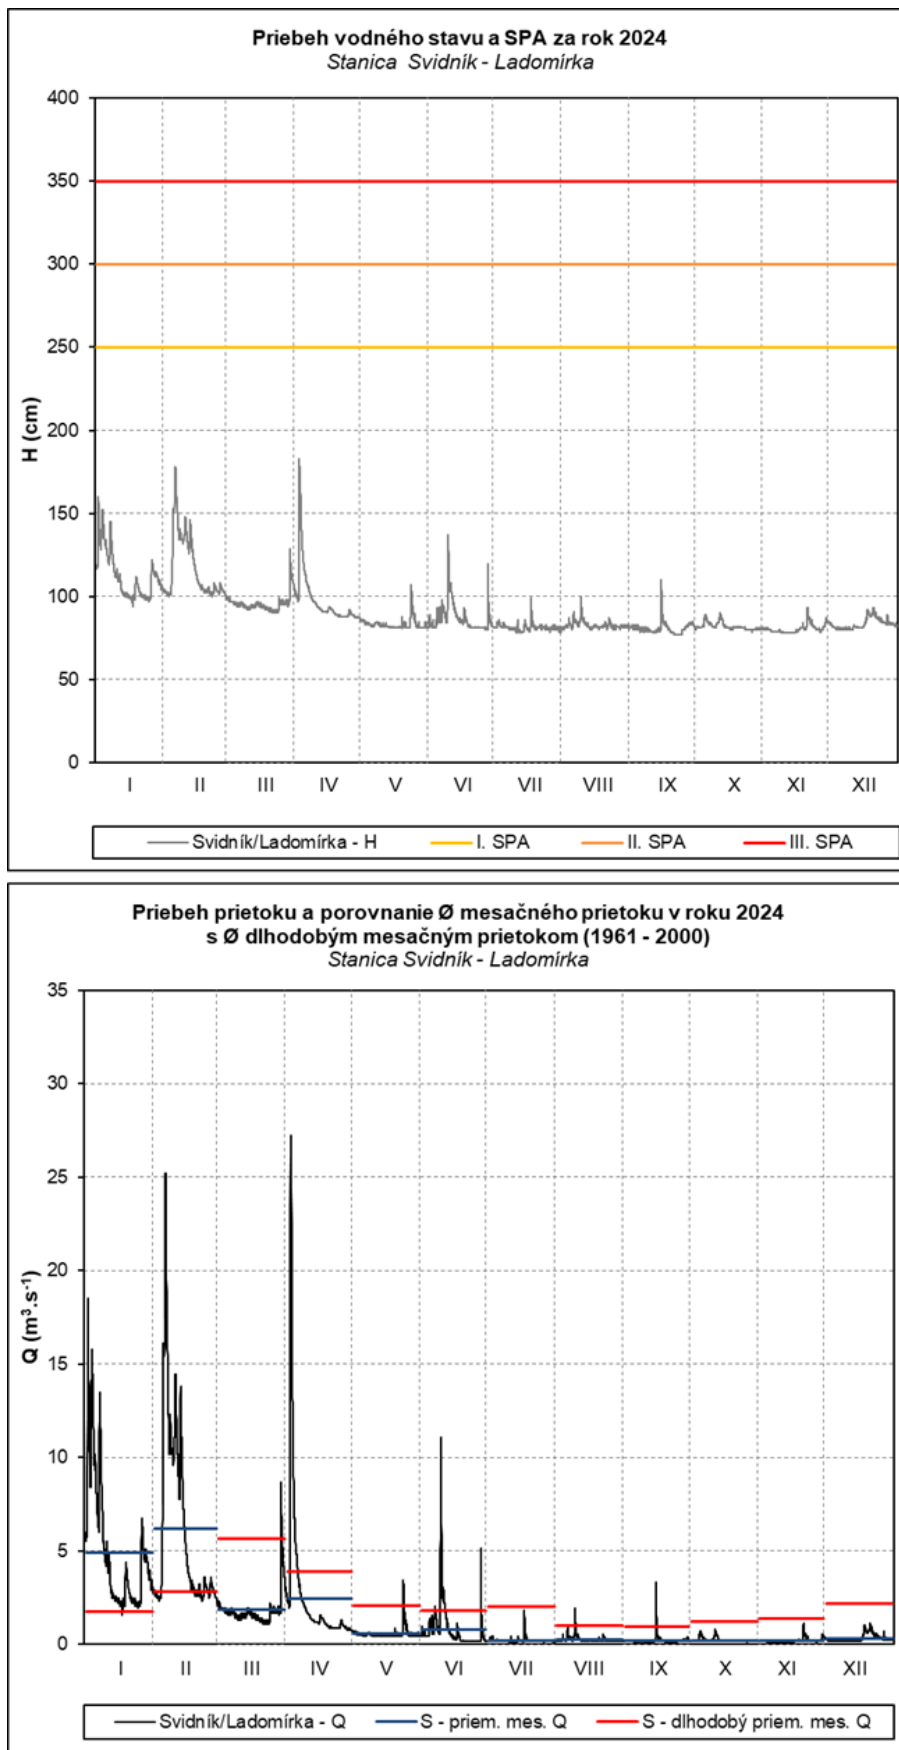 Priebeh vodného stavu a SPA za rok 2024
Stanica Svidník - Ladomírka
400
350
300
250
200
150
100
50
0
H (cm)
I II III IV V VI VII VIII IX X XI XII
Svidník/Ladomírka - H I. SPA II. SPA III. SPA
Priebeh prietoku a porovnanie Ø mesačného prietoku v roku 2024
s Ø dlhodobým mesačným prietokom (1961 - 2000)
Stanica Svidník - Ladomírka
35
30
25
20
15
10
5
0
Q (m³.s⁻¹)
I II III IV V VI VII VIII IX X XI XII
Svidník/Ladomírka - Q S - priem. mes. Q S - dlhodobý priem. mes. Q